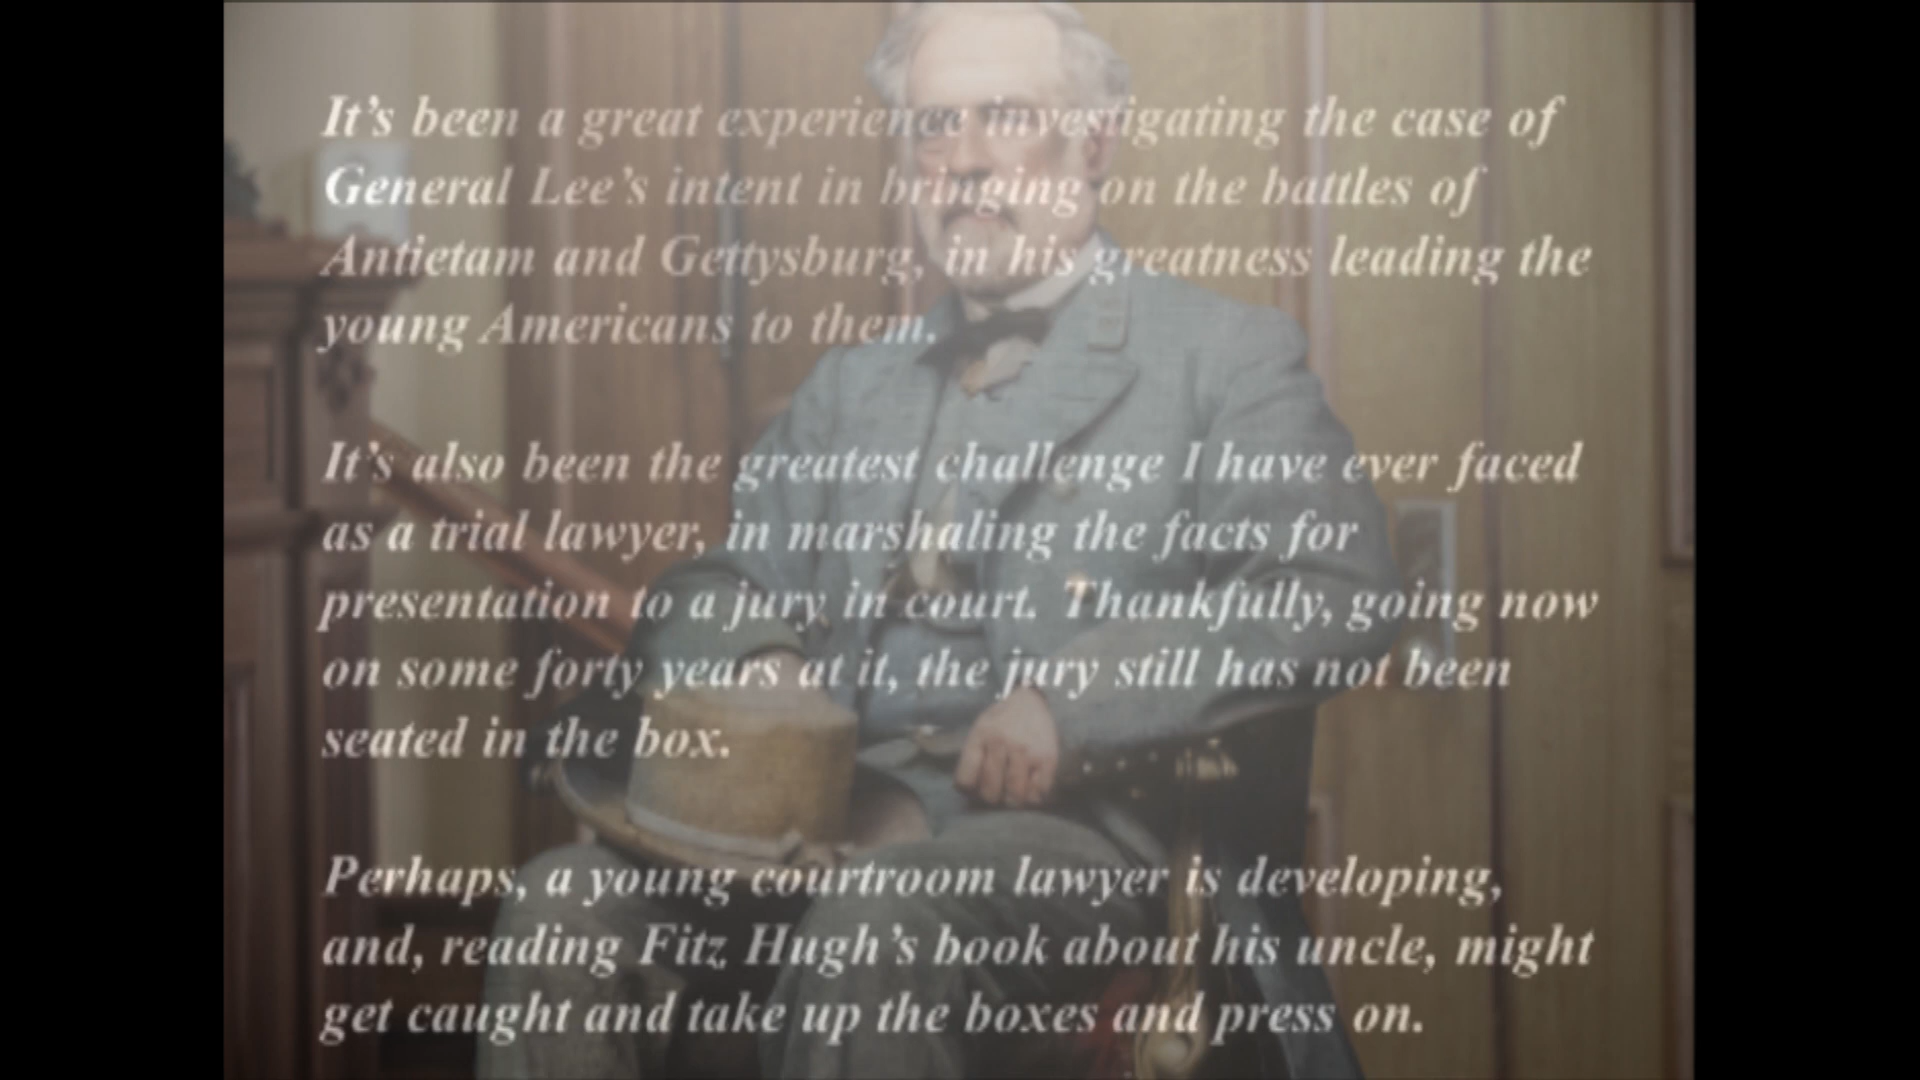 It's been a great experience investigating the case of
General Lee's intent in bringing on the battles of
Antietam and Gettysburg, in his greatness leading the
young Americans to them.
It's also been the greatest challenge I have ever faced
as a trial lawyer, in marshaling the facts for
presentation to a jury in court. Thankfully, going now
on some forty years at it, the jury still has not been
seated in the box.
Perhaps, a young courtroom lawyer is developing,
and, reading Fitz Hugh's book about his uncle, might
get caught and take up the boxes and press on.